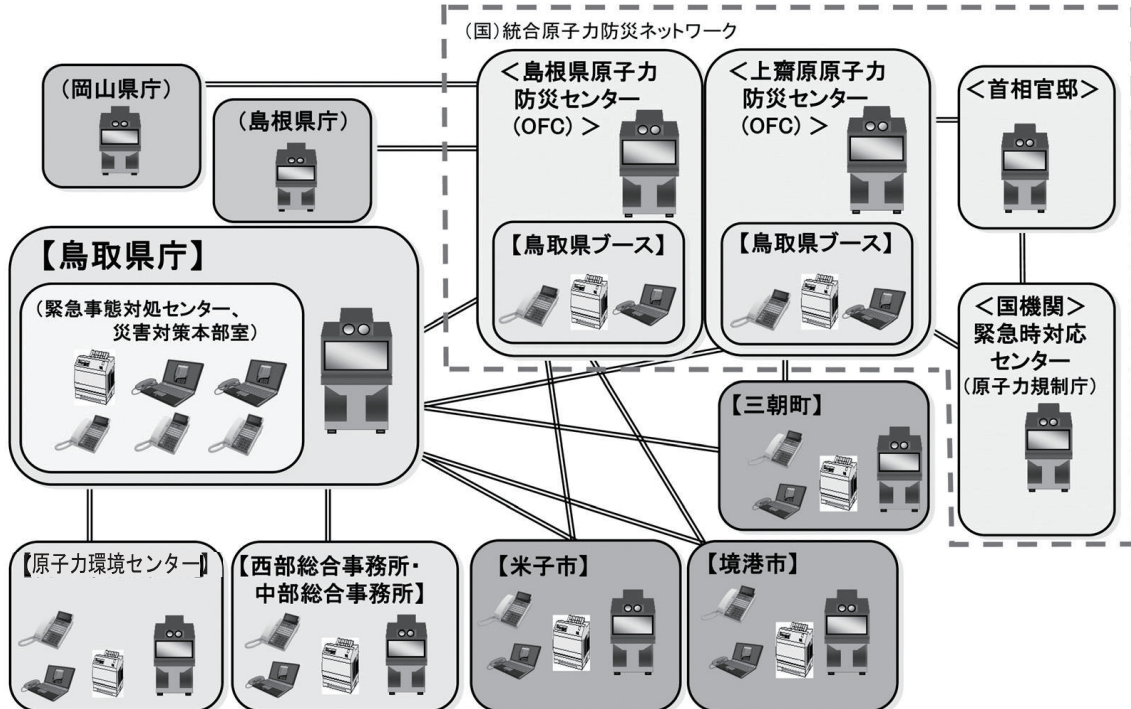 (国)統合原子力防災ネットワーク
(岡山県庁)
(島根県庁)
<島根県原子力
防災センター
(OFC)>
<上齋原原子力
防災センター
(OFC)>
<首相官邸>
【鳥取県ブース】
【鳥取県ブース】
【鳥取県庁】
(緊急事態対処センター、
災害対策本部室)
<国機関>
緊急時対応
センター
(原子力規制庁)
【三朝町】
【原子力環境センター】
【西部総合事務所・
中部総合事務所】
【米子市】
【境港市】